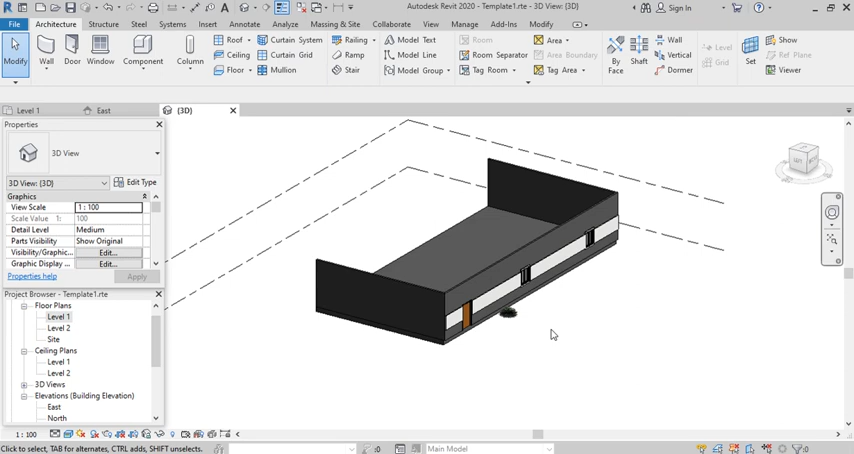 Autodesk Revit 2020 - Template1.rte - 3D View: {3D}
Sign In
File Architecture Structure Steel Systems Insert Annotate Analyze Massing & Site Collaborate View Manage Add-Ins Modify
Modify Wall Door Window Component Column
Roof Curtain System Railing Model Text Room Area
Ceiling Curtain Grid Ramp Model Line Room Separator Area Boundary
Floor Mullion Stair Model Group Tag Room Tag Area
By Face Shaft Wall Vertical Dormer
Level Grid
Set Show Ref Plane Viewer
Level 1 East {3D}
Properties
3D View
3D View: {3D} Edit Type
Graphics
View Scale 1 : 100
Scale Value 1: 100
Detail Level Medium
Parts Visibility Show Original
Visibility/Graphic... Edit...
Graphic Display ... Edit...
Properties help Apply
Project Browser - Template1.rte
Floor Plans
Level 1
Level 2
Site
Ceiling Plans
Level 1
Level 2
3D Views
Elevations (Building Elevation)
East
North
1 : 100
Click to select, TAB for alternates, CTRL adds, SHIFT unselects.
:0 Main Model :0